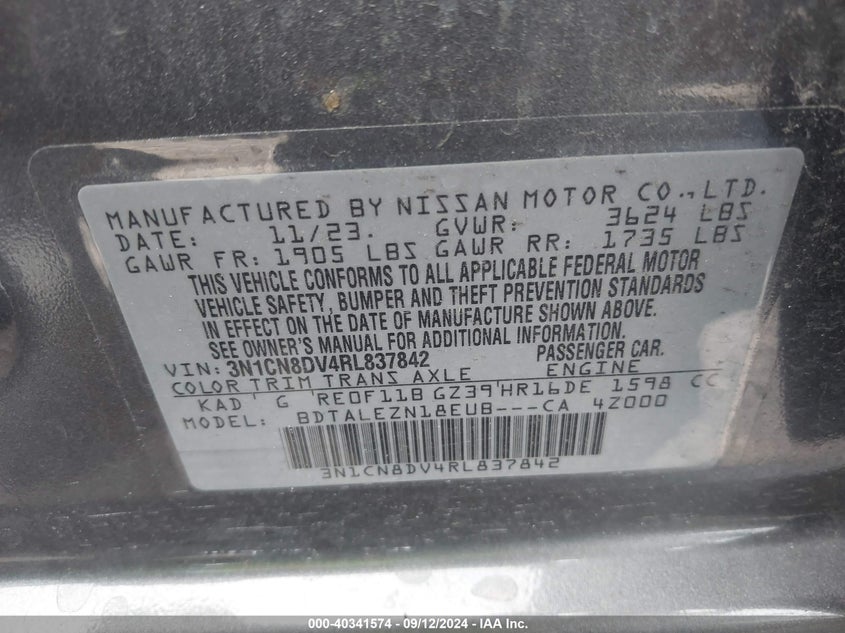 MANUFACTURED BY NISSAN MOTOR CO., LTD.
DATE: 11/23. GVWR: 3624 LBS
GAWR FR: 1905 LBS GAWR RR: 1735 LBS
THIS VEHICLE CONFORMS TO ALL APPLICABLE FEDERAL MOTOR
VEHICLE SAFETY, BUMPER AND THEFT PREVENTION STANDARDS
IN EFFECT ON THE DATE OF MANUFACTURE SHOWN ABOVE.
SEE OWNER'S MANUAL FOR ADDITIONAL INFORMATION.
VIN: 3N1CN8DV4RL837842 PASSENGER CAR.
COLOR TRIM TRANS AXLE ENGINE
KAD G RE0F11B GZ39 HR16DE 1598 CC
MODEL: BDTALEZN18EUB---CA 4Z000
3N1CN8DV4RL837842
000-40341574 - 09/12/2024 - IAA Inc.